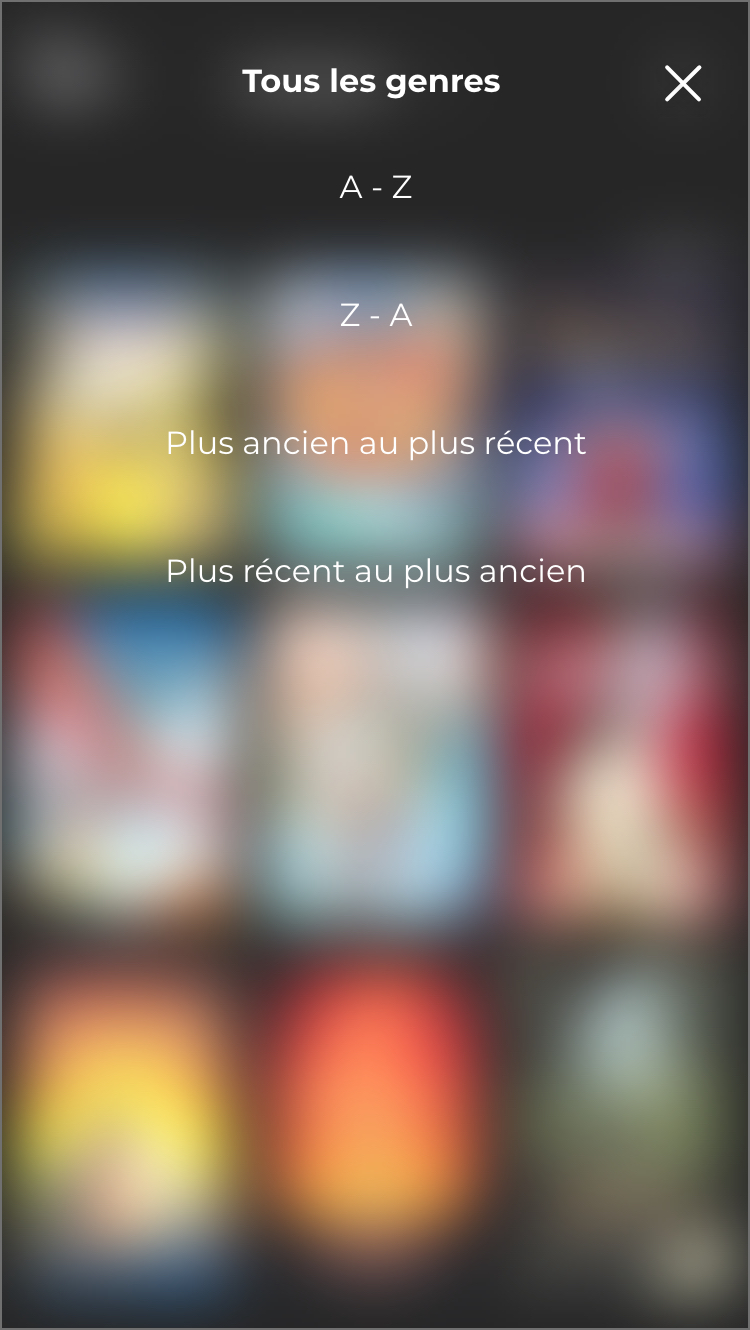 Tous les genres
A - Z
Z - A
Plus ancien au plus récent
Plus récent au plus ancien